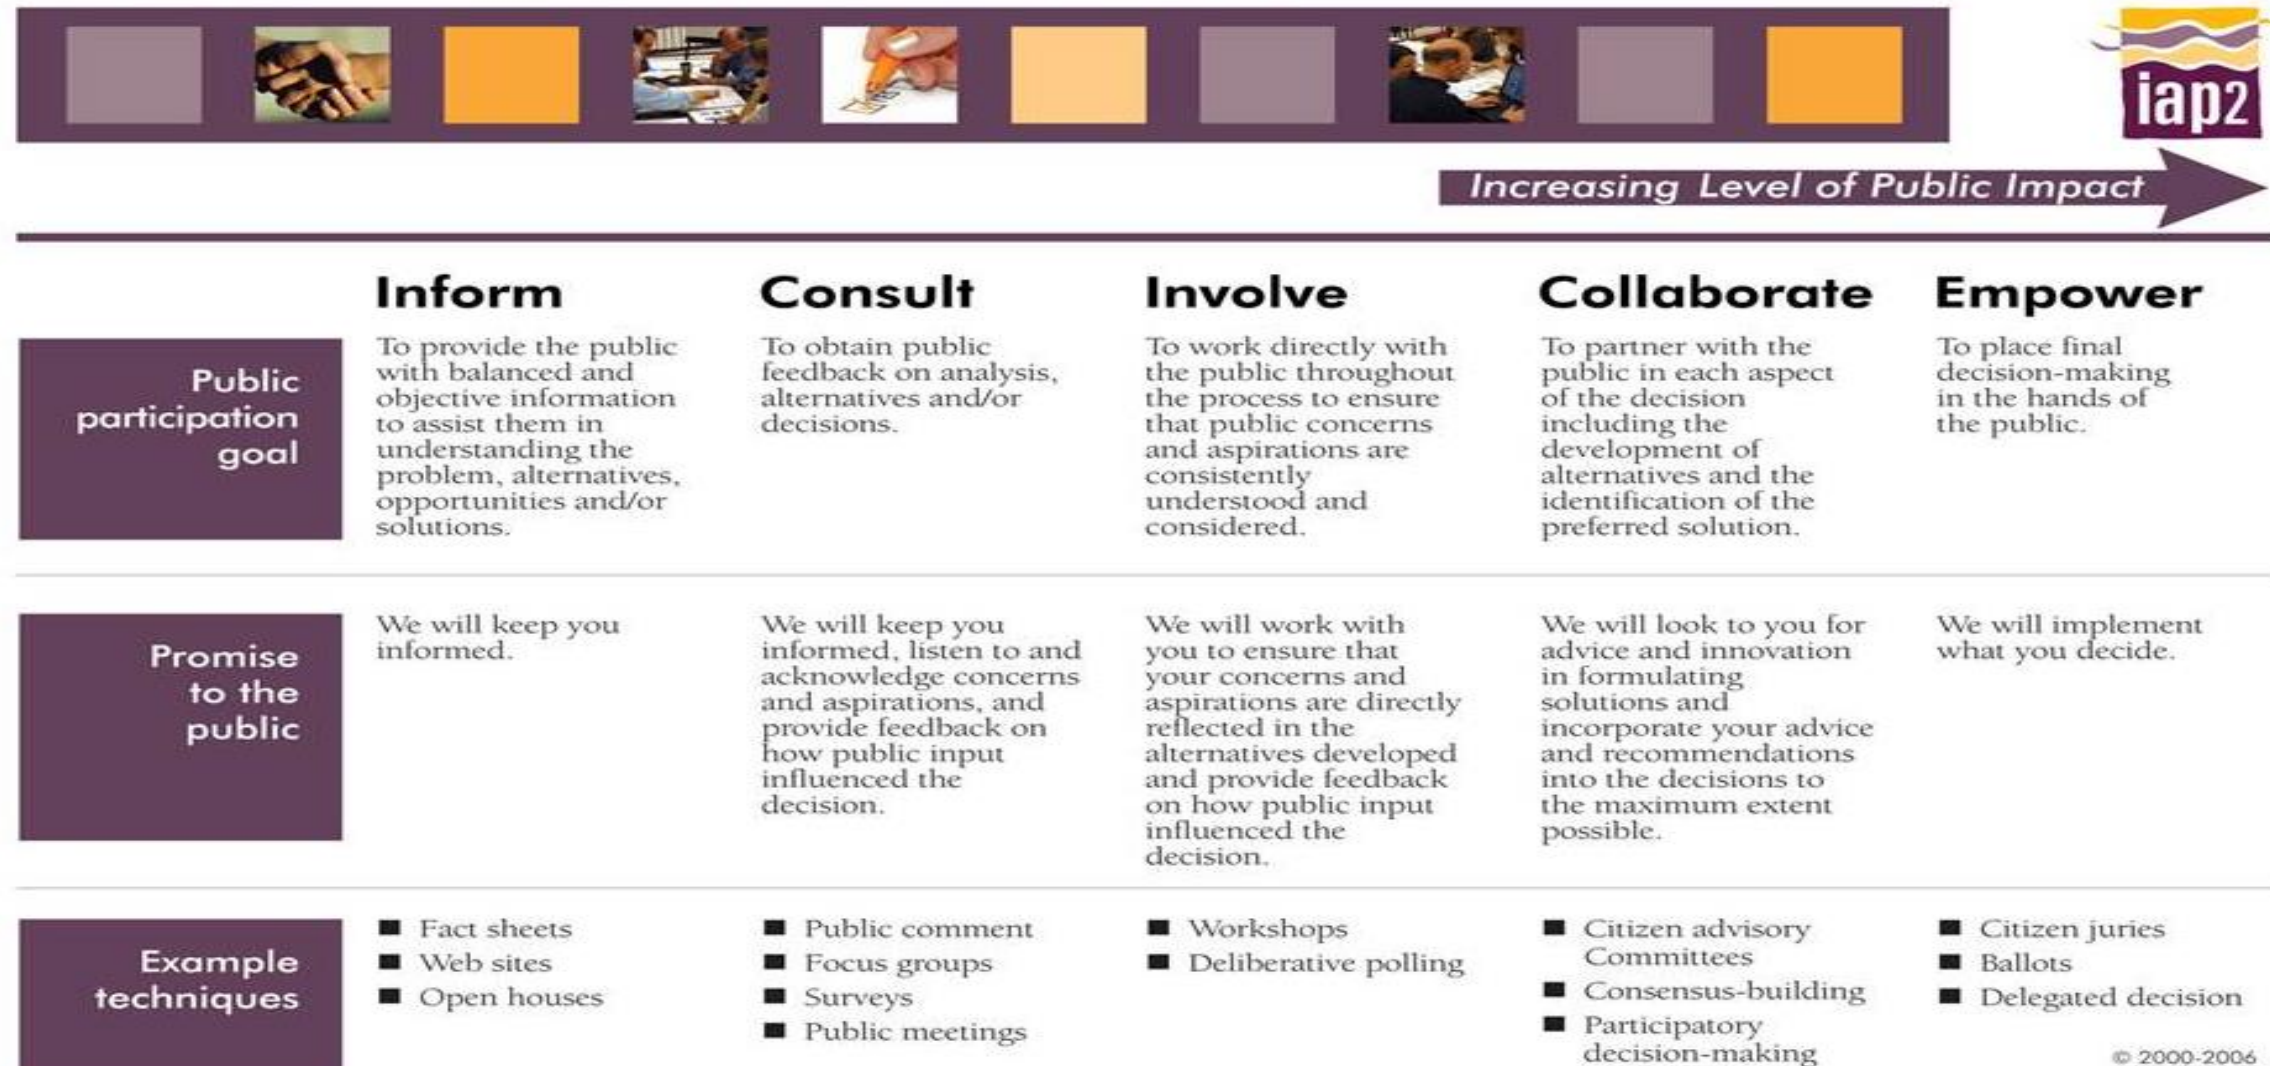 iap2
Increasing Level of Public Impact
Inform
Consult
Involve
Collaborate
Empower
Public
participation
goal
To provide the public
with balanced and
objective information
to assist them in
understanding the
problem, alternatives,
opportunities and/or
solutions.
To obtain public
feedback on analysis,
alternatives and/or
decisions.
To work directly with
the public throughout
the process to ensure
that public concerns
and aspirations are
consistently
understood and
considered.
To partner with the
public in each aspect
of the decision
including the
development of
alternatives and the
identification of the
preferred solution.
To place final
decision-making
in the hands of
the public.
Promise
to the
public
We will keep you
informed.
We will keep you
informed, listen to and
acknowledge concerns
and aspirations, and
provide feedback on
how public input
influenced the
decision.
We will work with
you to ensure that
your concerns and
aspirations are directly
reflected in the
alternatives developed
and provide feedback
on how public input
influenced the
decision.
We will look to you for
advice and innovation
in formulating
solutions and
incorporate your advice
and recommendations
into the decisions to
the maximum extent
possible.
We will implement
what you decide.
Example
techniques
■ Fact sheets
■ Web sites
■ Open houses
■ Public comment
■ Focus groups
■ Surveys
■ Public meetings
■ Workshops
■ Deliberative polling
■ Citizen advisory
Committees
■ Consensus-building
■ Participatory
decision-making
■ Citizen juries
■ Ballots
■ Delegated decision
© 2000-2006